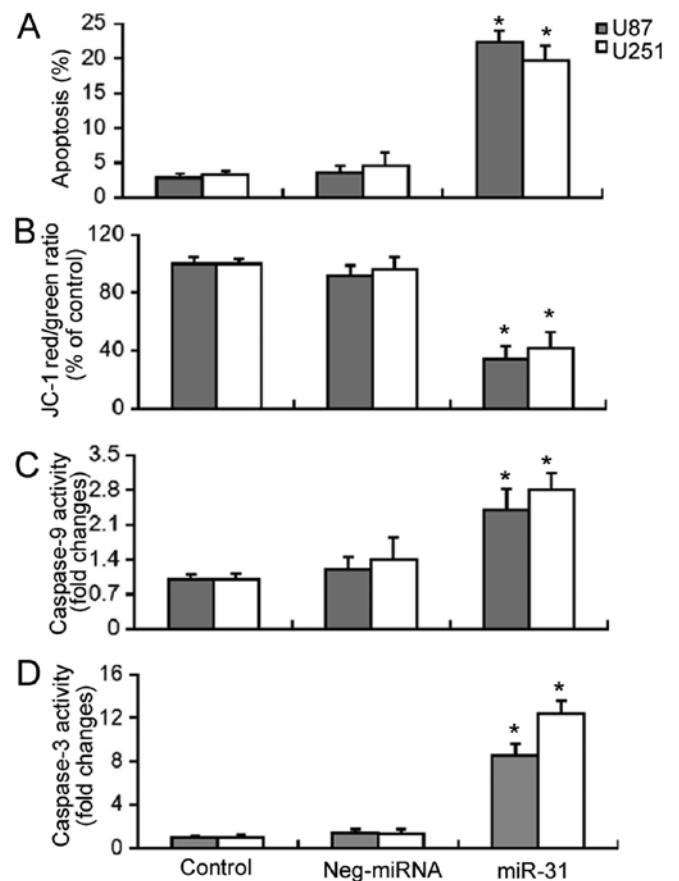 A
Apoptosis (%)
25
20
15
10
5
0
* *
U87
U251
B
JC-1 red/green ratio
(% of control)
120
80
40
0
* *
C
Caspase-9 activity
(fold changes)
3.5
2.8
2.1
1.4
0.7
0
* *
D
Caspase-3 activity
(fold changes)
16
12
8
4
0
* *
Control Neg-miRNA miR-31